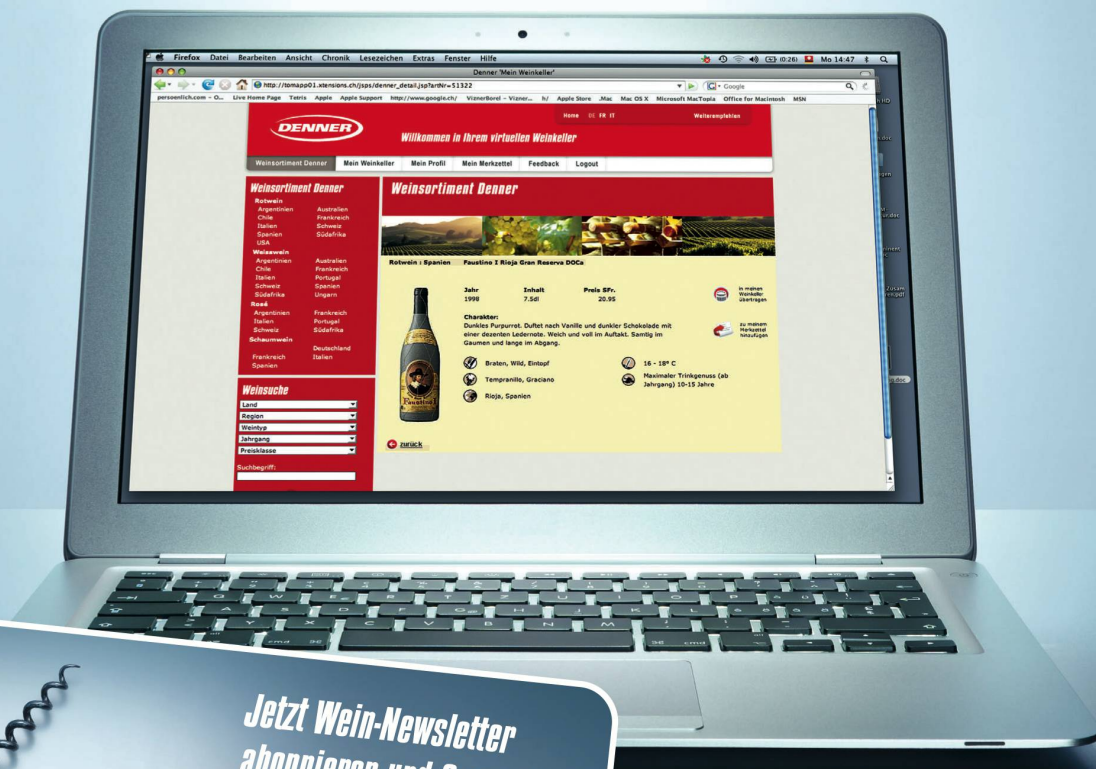 Firefox Datei Bearbeiten Ansicht Chronik Lesezeichen Extras Fenster Hilfe (0:26) Mo 14:47
Denner 'Mein Weinkeller'
http://tomapp01.xtensions.ch/jsps/denner_detail.jsp?artNr=51322 Google
persoenlich.com - O... Live Home Page Tetris Apple Apple Support http://www.google.ch/ ViznerBorel - Vizner... h/ Apple Store .Mac Mac OS X Microsoft MacTopia Office for Macintosh MSN
Home DE FR IT Weiterempfehlen
DENNER
Willkommen in Ihrem virtuellen Weinkeller
Weinsortiment Denner Mein Weinkeller Mein Profil Mein Merkzettel Feedback Logout
Weinsortiment Denner
Rotwein
Argentinien Australien
Chile Frankreich
Italien Schweiz
Spanien Südafrika
USA
Weisswein
Argentinien Australien
Chile Frankreich
Italien Portugal
Schweiz Spanien
Südafrika Ungarn
Rosé
Argentinien Frankreich
Italien Portugal
Schweiz Südafrika
Schaumwein
Deutschland
Frankreich Italien
Spanien
Weinsuche
Land
Region
Weintyp
Jahrgang
Preisklasse
Suchbegriff:
Weinsortiment Denner
Rotwein : Spanien Faustino I Rioja Gran Reserva DOCa
Jahr Inhalt Preis SFr.
1998 7.5dl 20.95
Charakter:
Dunkles Purpurrot. Duftet nach Vanille und dunkler Schokolade mit
einer dezenten Ledernote. Weich und voll im Auftakt. Samtig im
Gaumen und lange im Abgang.
Braten, Wild, Eintopf
Tempranillo, Graciano
Rioja, Spanien
16 - 18° C
Maximaler Trinkgenuss (ab
Jahrgang) 10-15 Jahre
in meinen
Weinkeller
übertragen
zu meinem
Merkzettel
hinzufügen
Faustino I
zurück
Jetzt Wein-Newsletter
abonnieren und